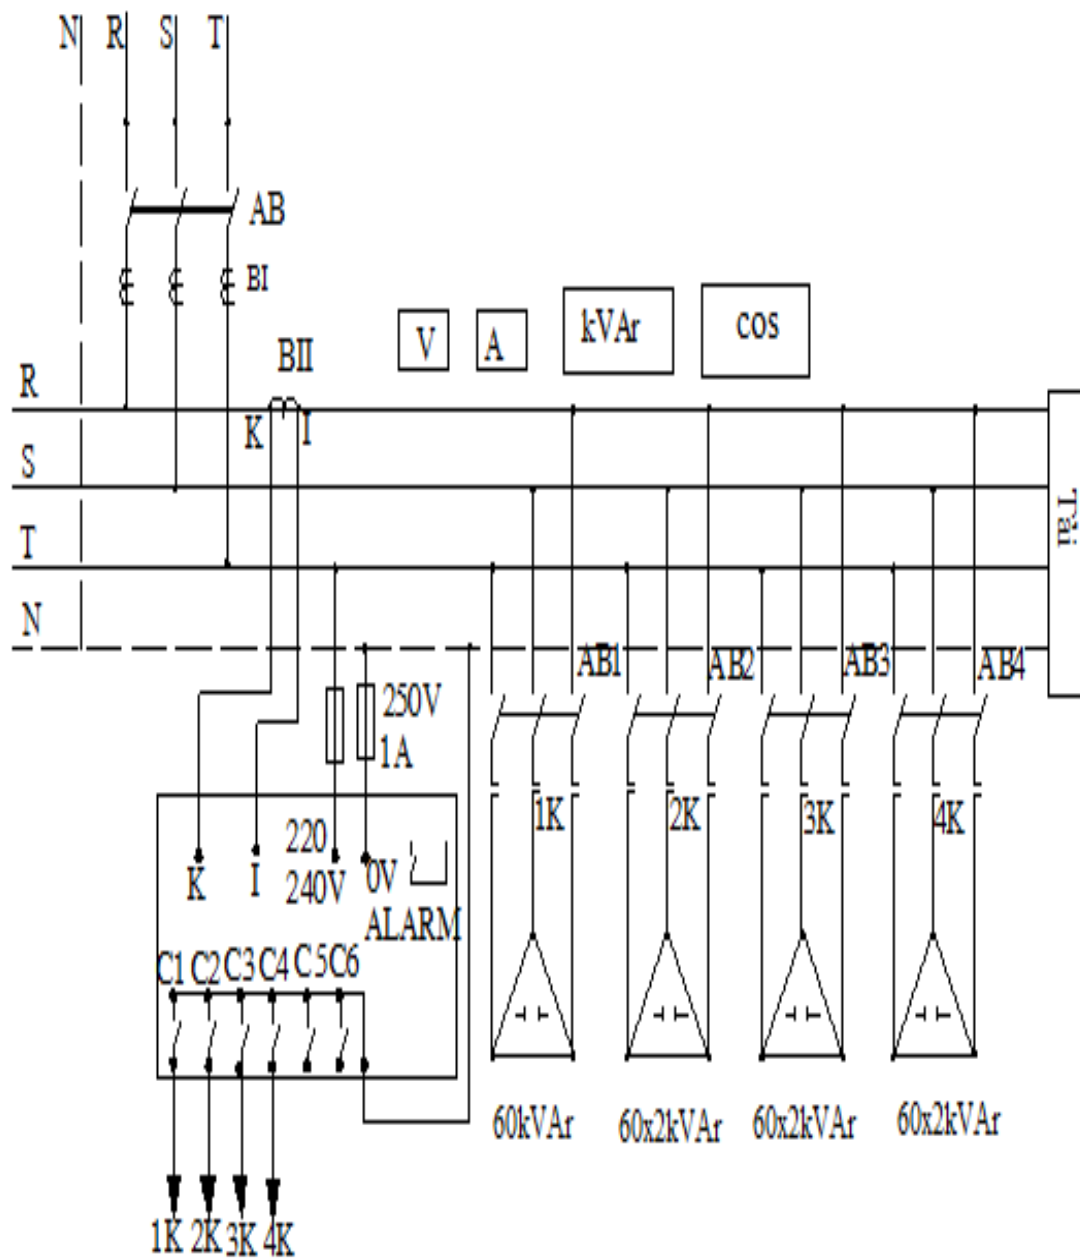 N R S T
AB
BI
V A kVAr cos
BII
R
K I
S
Tải
T
N
AB1 AB2 AB3 AB4
250V
1A
1K 2K 3K 4K
220
K I 240V 0V
ALARM
C1 C2 C3 C4 C5 C6
60kVAr 60x2kVAr 60x2kVAr 60x2kVAr
1K 2K 3K 4K